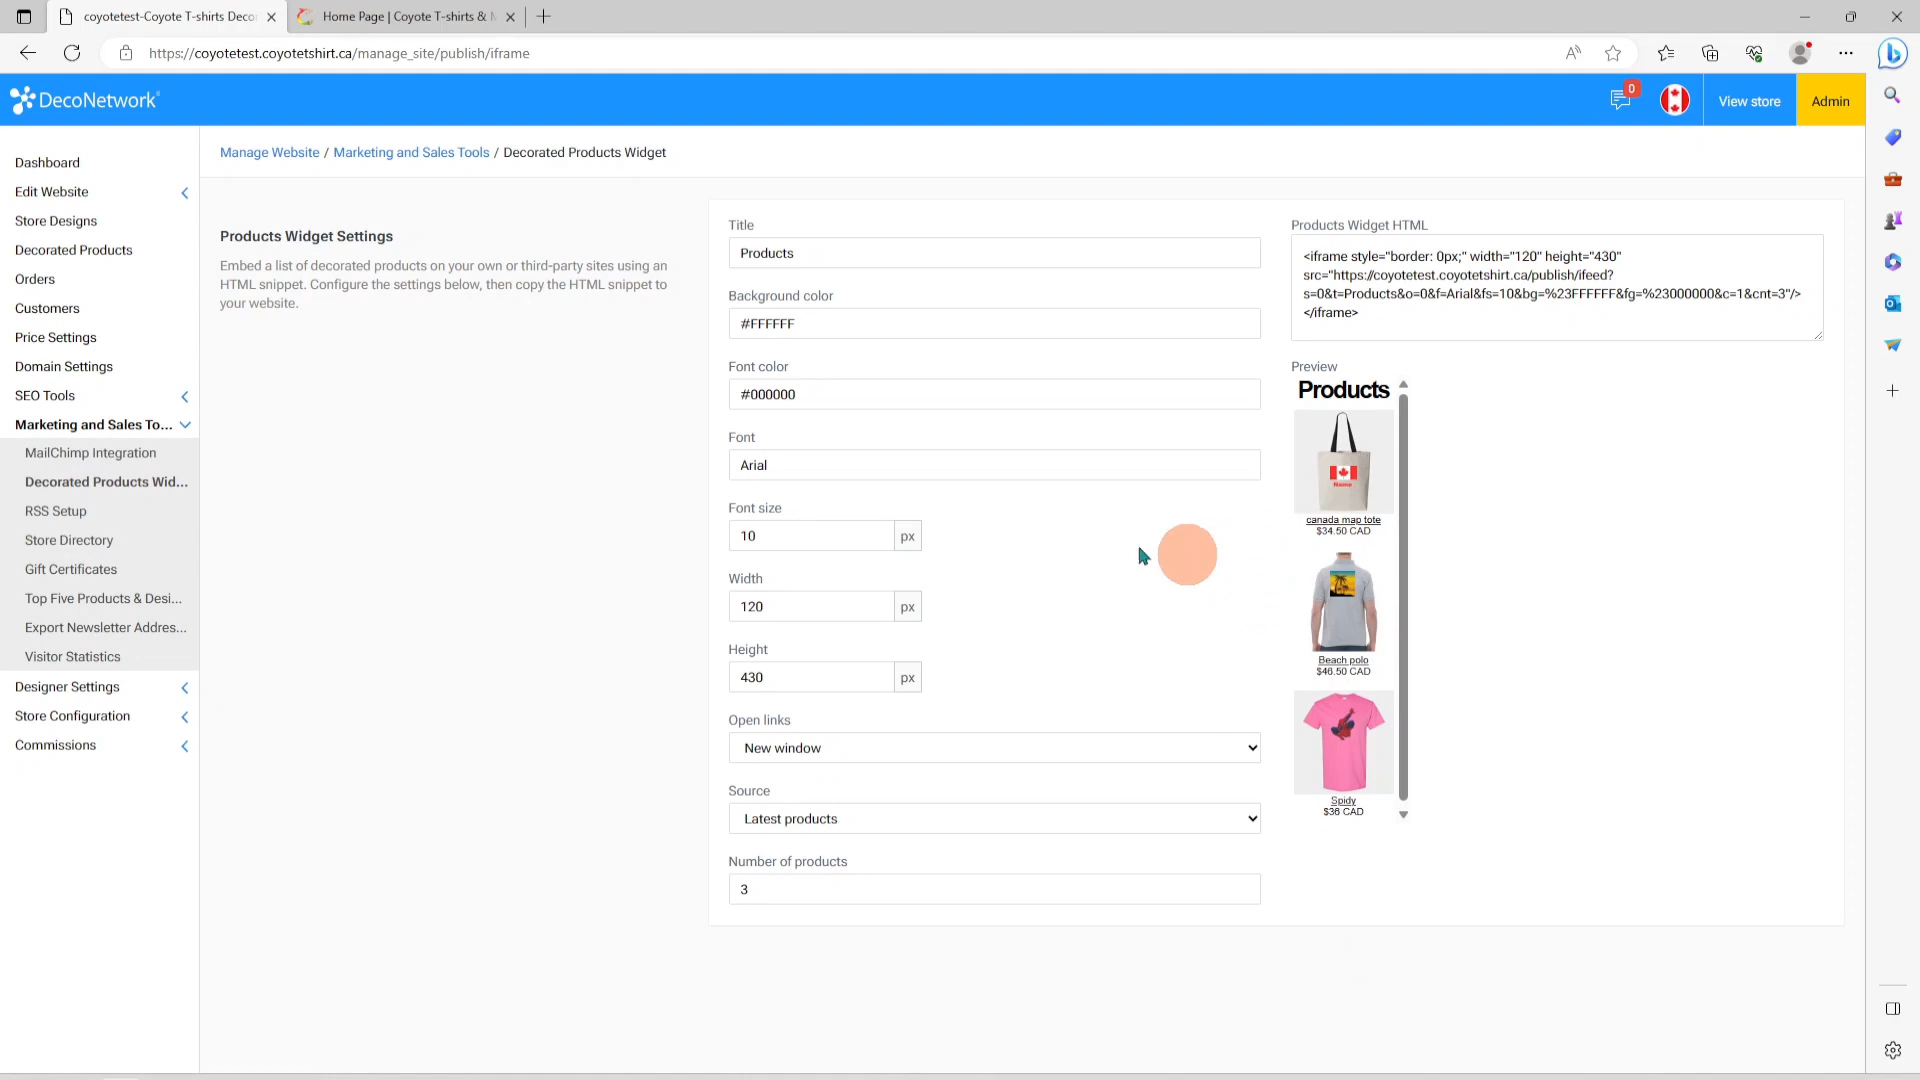 coyotetest-Coyote T-shirts Deco
Home Page | Coyote T-shirts & M
https://coyotetest.coyotetshirt.ca/manage_site/publish/iframe
DecoNetwork
0
View store
Admin
Manage Website / Marketing and Sales Tools / Decorated Products Widget
Dashboard
Edit Website
Store Designs
Decorated Products
Orders
Customers
Price Settings
Domain Settings
SEO Tools
Marketing and Sales To...
MailChimp Integration
Decorated Products Wid...
RSS Setup
Store Directory
Gift Certificates
Top Five Products & Desi...
Export Newsletter Addres...
Visitor Statistics
Designer Settings
Store Configuration
Commissions
Products Widget Settings
Embed a list of decorated products on your own or third-party sites using an
HTML snippet. Configure the settings below, then copy the HTML snippet to
your website.
Title
Products
Background color
#FFFFFF
Font color
#000000
Font
Arial
Font size
10 px
Width
120 px
Height
430 px
Open links
New window
Source
Latest products
Number of products
3
Products Widget HTML
<iframe style="border: 0px;" width="120" height="430"
src="https://coyotetest.coyotetshirt.ca/publish/ifeed?
s=0&t=Products&o=0&f=Arial&fs=10&bg=%23FFFFFF&fg=%23000000&c=1&cnt=3"/>
</iframe>
Preview
Products
Name
canada map tote
$34.50 CAD
Beach polo
$46.50 CAD
Spidy
$36 CAD